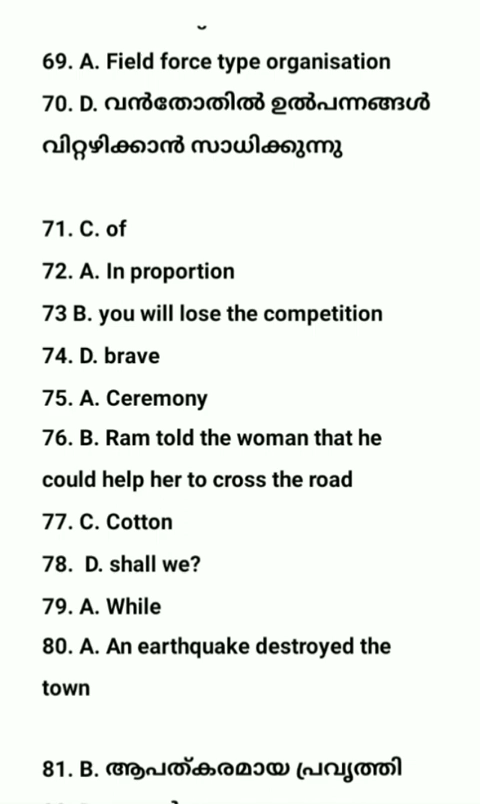 69. A. Field force type organisation
70. D. വൻതോതിൽ ഉൽപന്നങ്ങൾ
വിറ്റഴിക്കാൻ സാധിക്കുന്നു
71. C. of
72. A. In proportion
73 B. you will lose the competition
74. D. brave
75. A. Ceremony
76. B. Ram told the woman that he
could help her to cross the road
77. C. Cotton
78. D. shall we?
79. A. While
80. A. An earthquake destroyed the
town
81. B. ആപത്കരമായ പ്രവൃത്തി